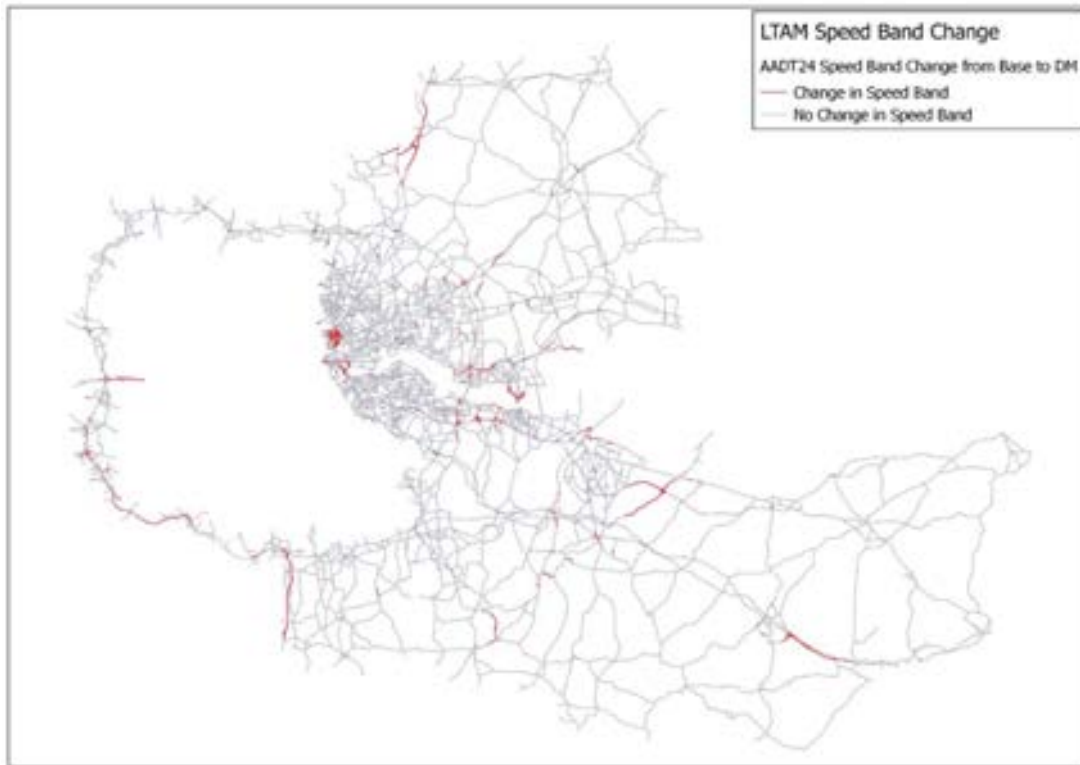 LTAM Speed Band Change
AADT24 Speed Band Change from Base to DM
Change in Speed Band
No Change in Speed Band